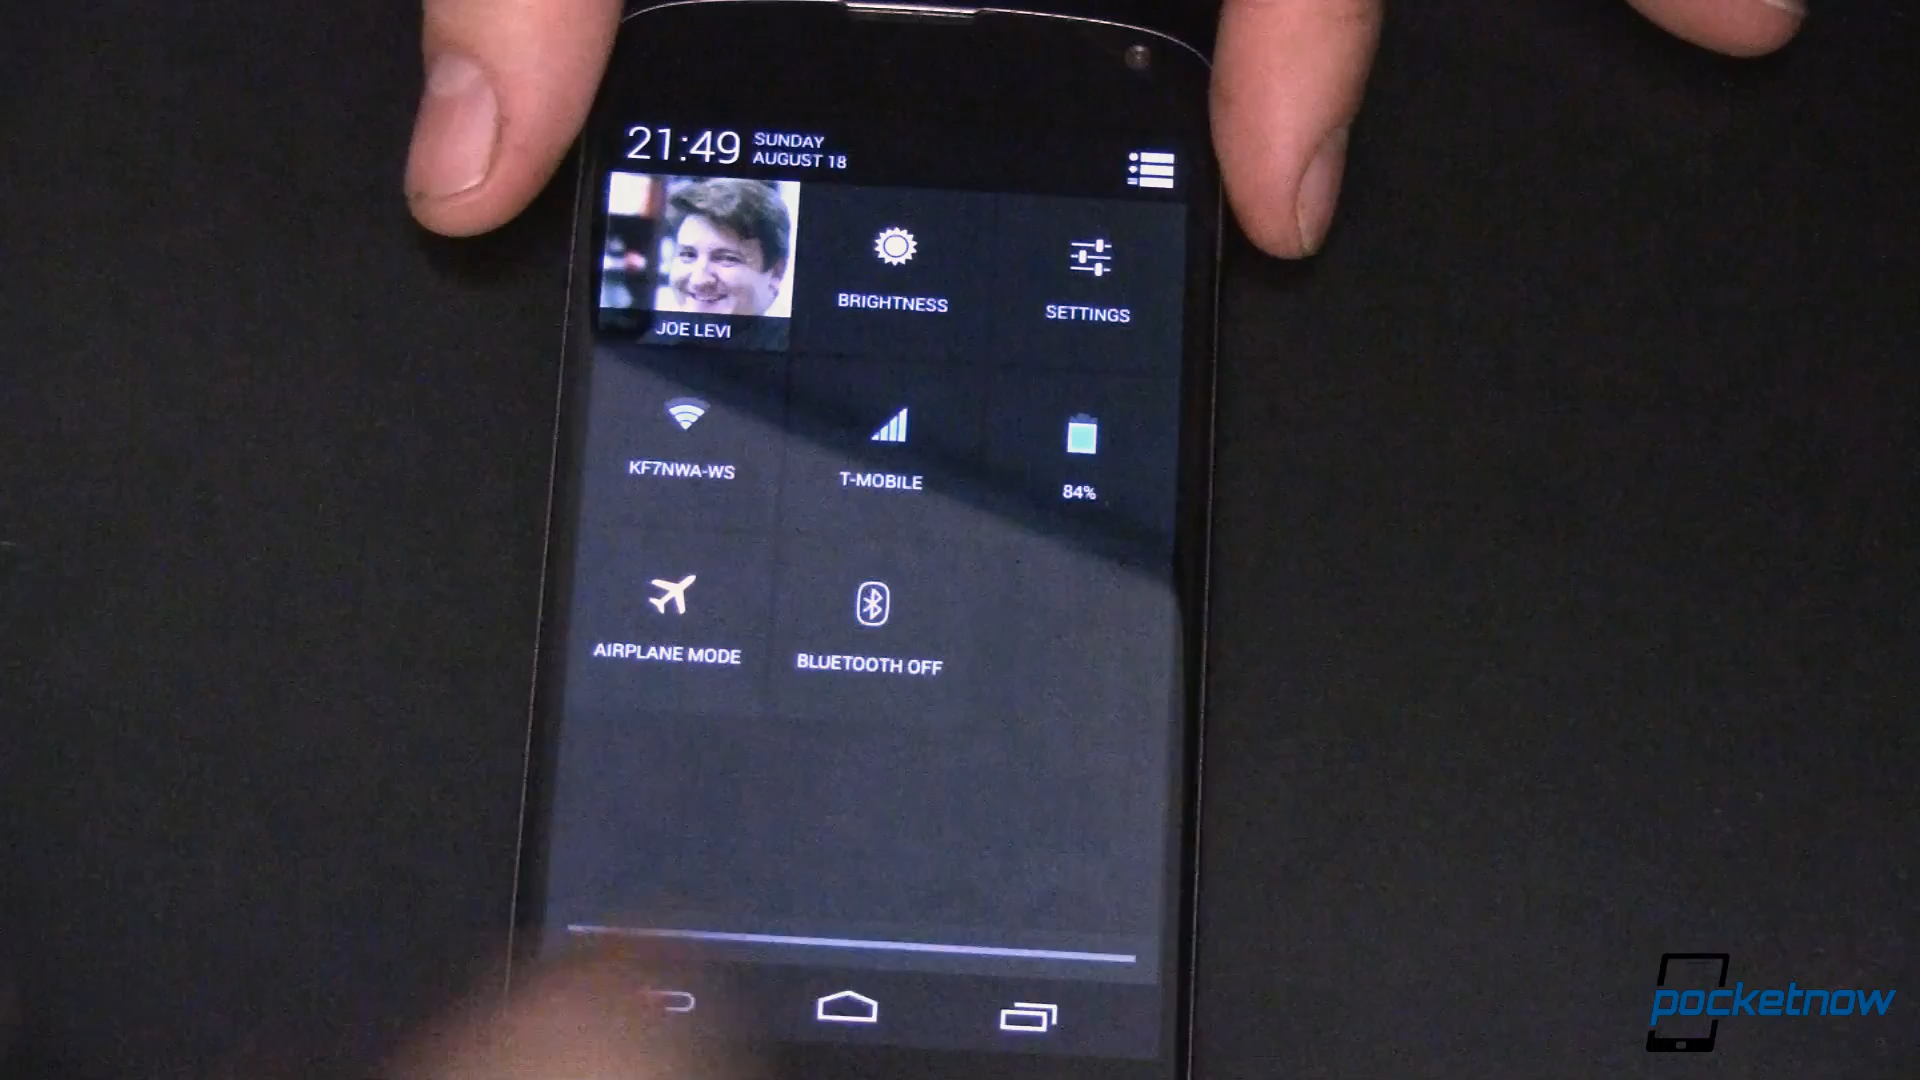 21:49
SUNDAY
AUGUST 18
JOE LEVI
BRIGHTNESS
SETTINGS
KF7NWA-WS
T-MOBILE
84%
AIRPLANE MODE
BLUETOOTH OFF
pocketnow